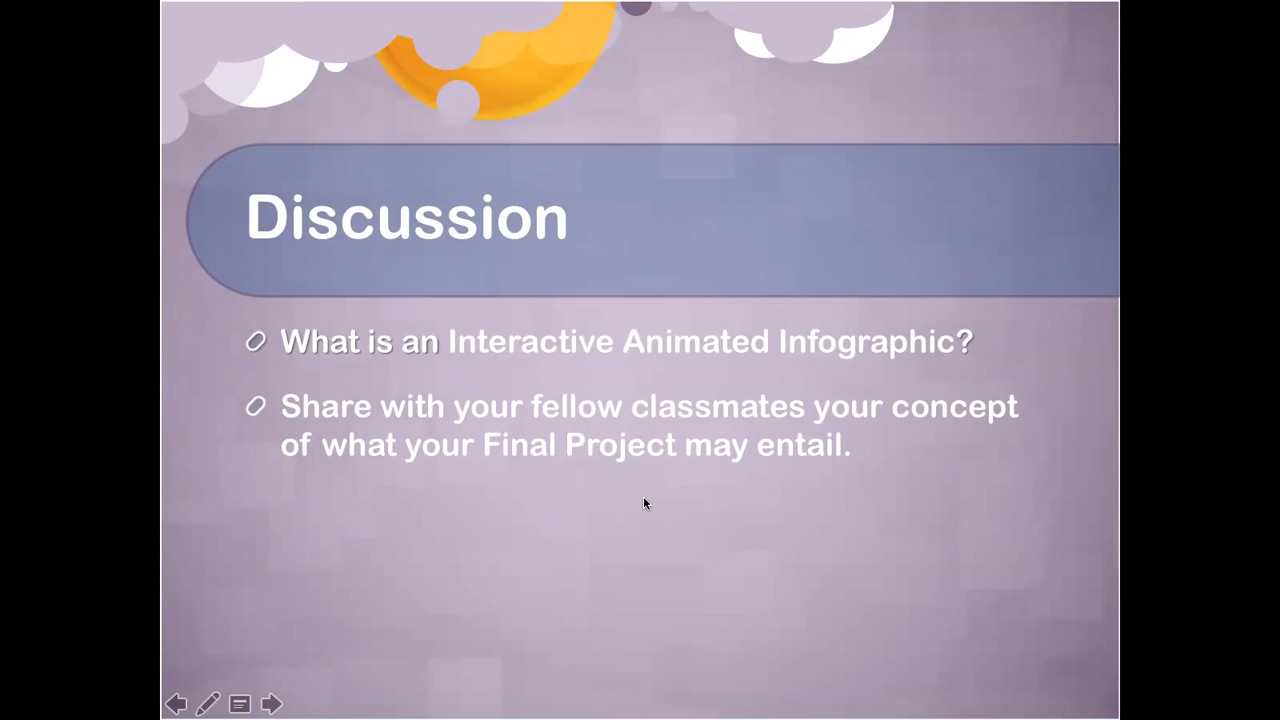 Discussion
What is an Interactive Animated Infographic?
Share with your fellow classmates your concept
of what your Final Project may entail.